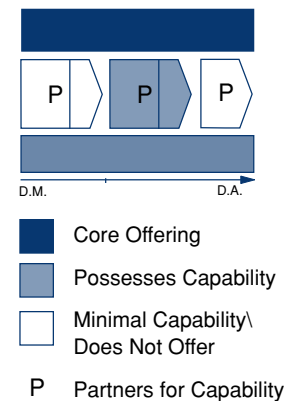 P P P
D.M. D.A.
Core Offering
Possesses Capability
Minimal Capability\
Does Not Offer
P Partners for Capability